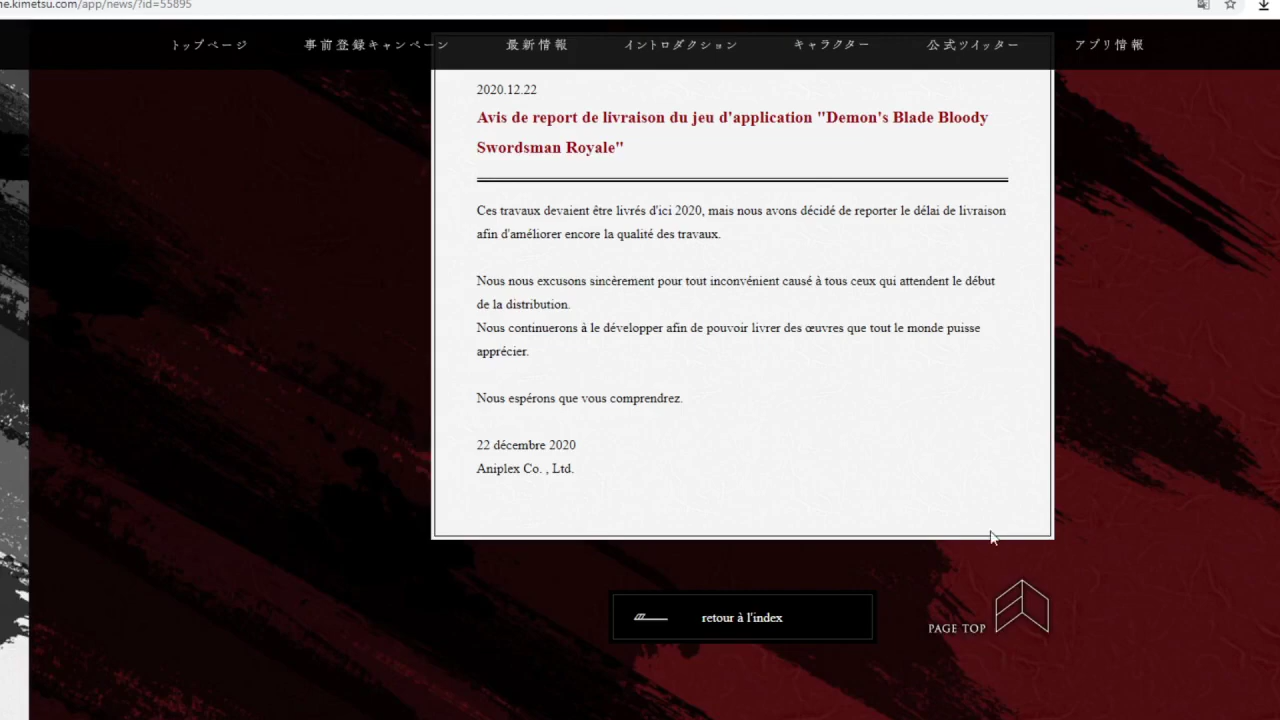 ne.kimetsu.com/app/news/?id=55895
トップページ 事前登録キャンペーン 最新情報 イントロダクション キャラクター 公式ツイッター アプリ情報
2020.12.22
Avis de report de livraison du jeu d'application "Demon's Blade Bloody
Swordsman Royale"
Ces travaux devaient être livrés d'ici 2020, mais nous avons décidé de reporter le délai de livraison
afin d'améliorer encore la qualité des travaux.
Nous nous excusons sincèrement pour tout inconvénient causé à tous ceux qui attendent le début
de la distribution.
Nous continuerons à le développer afin de pouvoir livrer des œuvres que tout le monde puisse
apprécier.
Nous espérons que vous comprendrez.
22 décembre 2020
Aniplex Co. , Ltd.
retour à l'index
PAGE TOP